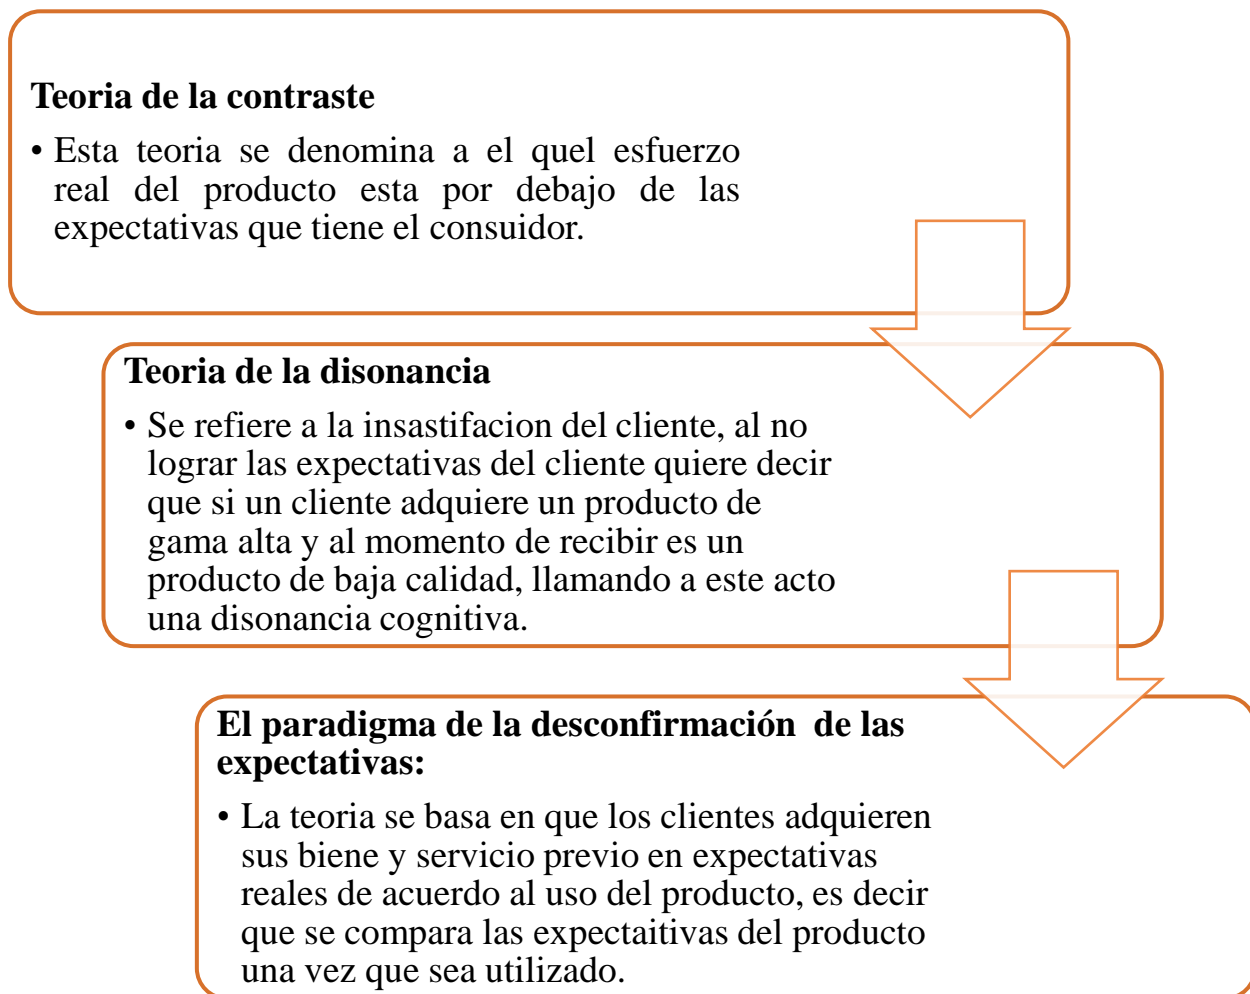 Teoria de la contraste
• Esta teoria se denomina a el quel esfuerzo
real del producto esta por debajo de las
expectativas que tiene el consuidor.
Teoria de la disonancia
• Se refiere a la insastifacion del cliente, al no
lograr las expectativas del cliente quiere decir
que si un cliente adquiere un producto de
gama alta y al momento de recibir es un
producto de baja calidad, llamando a este acto
una disonancia cognitiva.
El paradigma de la desconfirmación  de las
expectativas:
• La teoria se basa en que los clientes adquieren
sus biene y servicio previo en expectativas
reales de acuerdo al uso del producto, es decir
que se compara las expectaitivas del producto
una vez que sea utilizado.